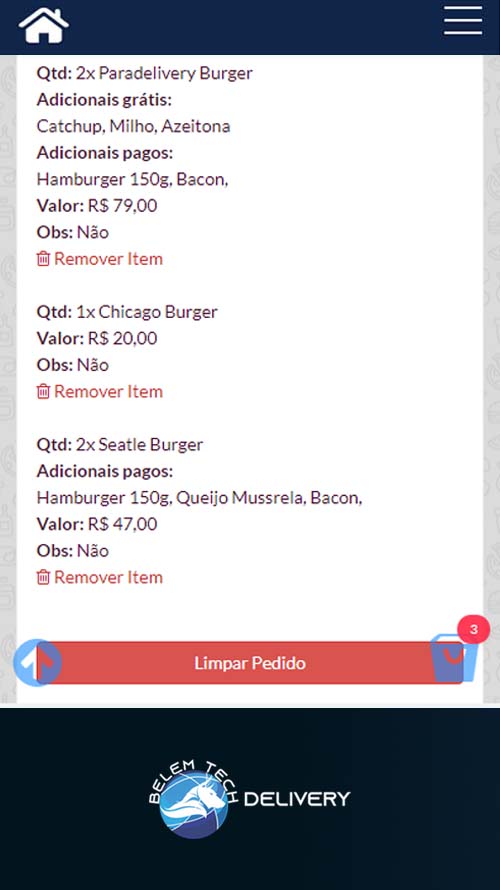 Qtd: 2x Paradelivery Burger
Adicionais grátis:
Catchup, Milho, Azeitona
Adicionais pagos:
Hamburger 150g, Bacon,
Valor: R$ 79,00
Obs: Não
Remover Item
Qtd: 1x Chicago Burger
Valor: R$ 20,00
Obs: Não
Remover Item
Qtd: 2x Seatle Burger
Adicionais pagos:
Hamburger 150g, Queijo Mussrela, Bacon,
Valor: R$ 47,00
Obs: Não
Remover Item
3
Limpar Pedido
BELEM TECH
DELIVERY